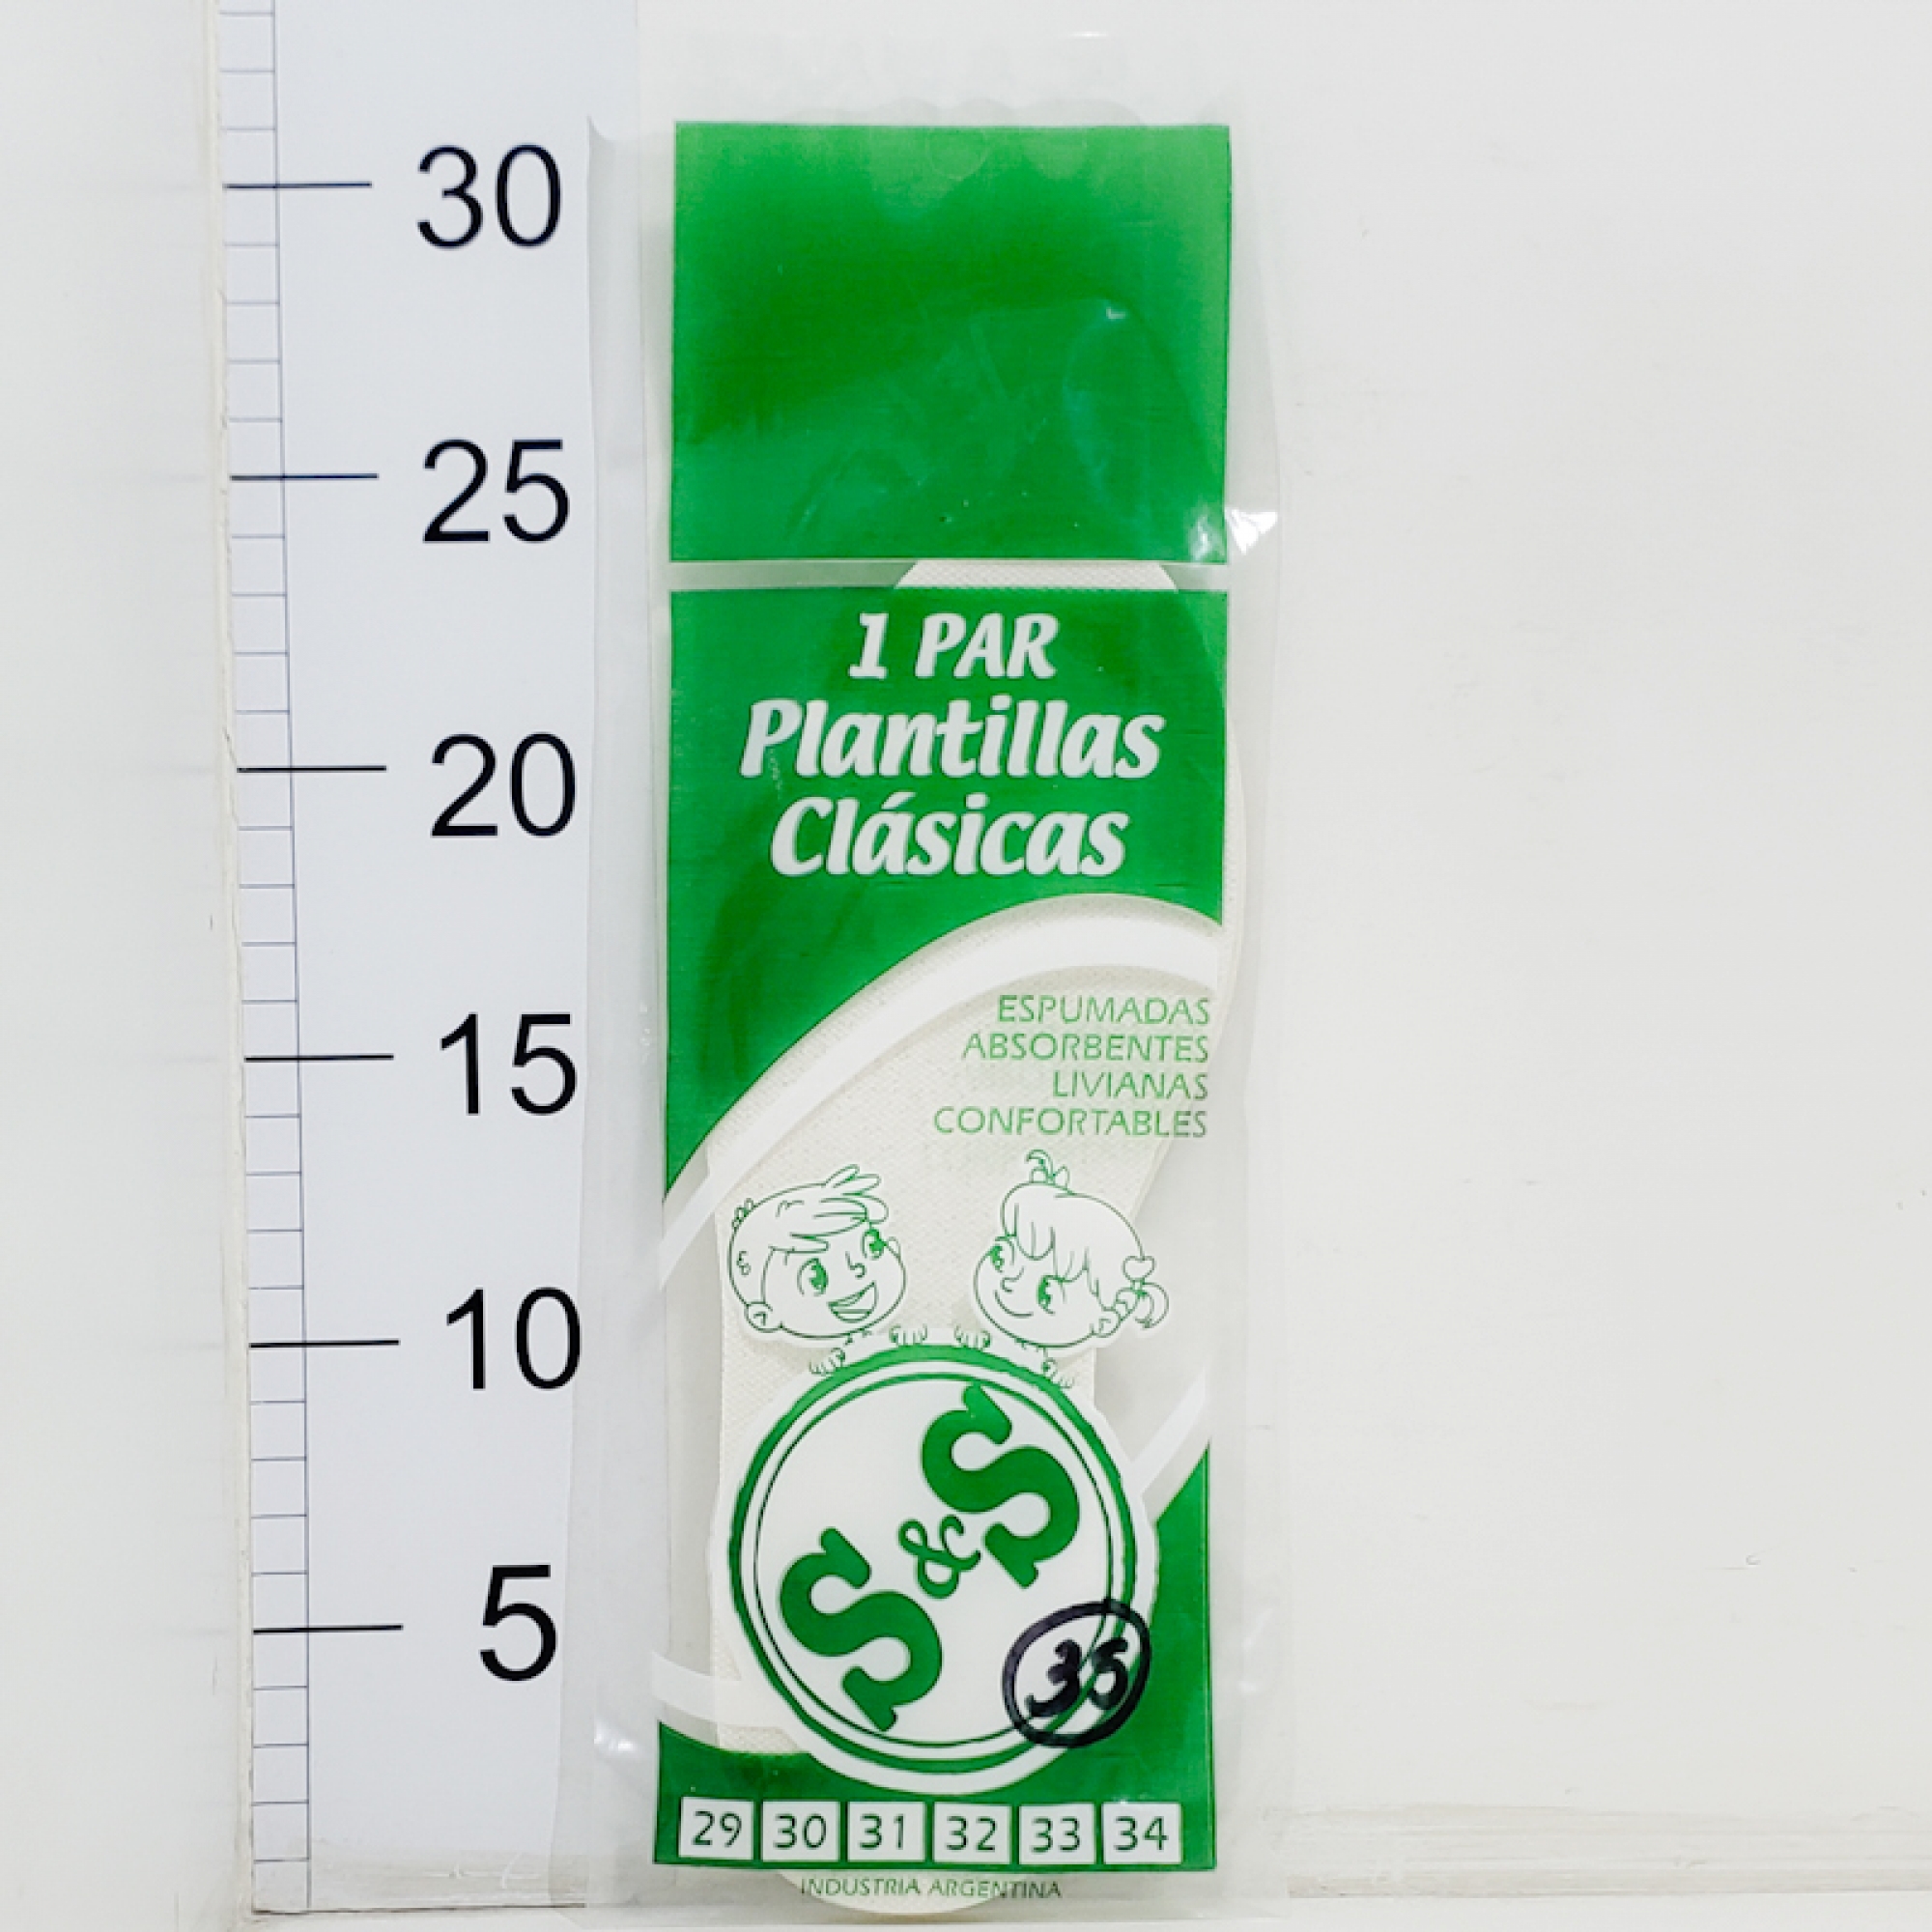 30
25
20
15
10
5
1 PAR
Plantillas
Clásicas
ESPUMADAS
ABSORBENTES
LIVIANAS
CONFORTABLES
S&S
35
29 30 31 32 33 34
INDUSTRIA ARGENTINA